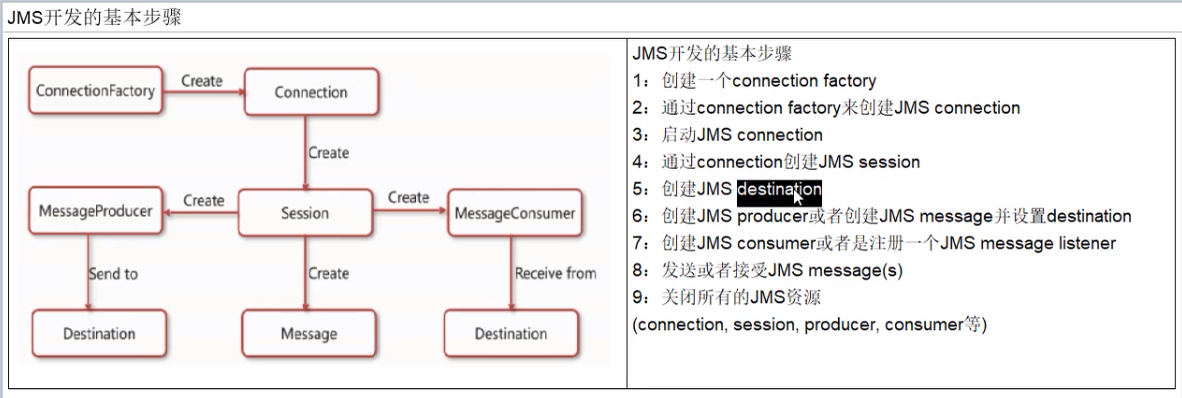 JMS开发的基本步骤
ConnectionFactory
Create
Connection
Create
MessageProducer
Create
Session
Create
MessageConsumer
Send to
Create
Receive from
Destination
Message
Destination
JMS开发的基本步骤
1：创建一个connection factory
2：通过connection factory来创建JMS connection
3：启动JMS connection
4：通过connection创建JMS session
5：创建JMS destination
6：创建JMS producer或者创建JMS message并设置destination
7：创建JMS consumer或者是注册一个JMS message listener
8：发送或者接受JMS message(s)
9：关闭所有的JMS资源
(connection, session, producer, consumer等)